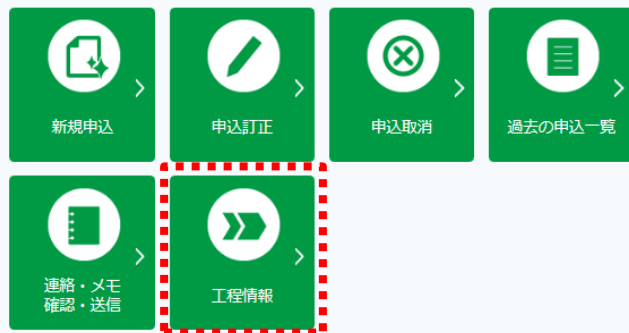 新規申込
申込訂正
申込取消
過去の申込一覧
連絡・メモ
確認・送信
工程情報